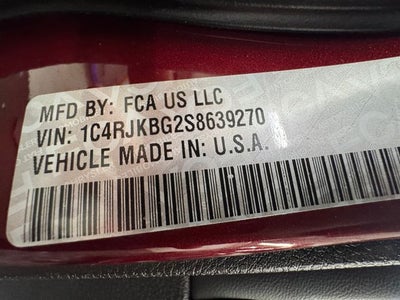 MFD BY: FCA US LLC
VIN: 1C4RJKBG2S8639270
VEHICLE MADE IN: U.S.A.